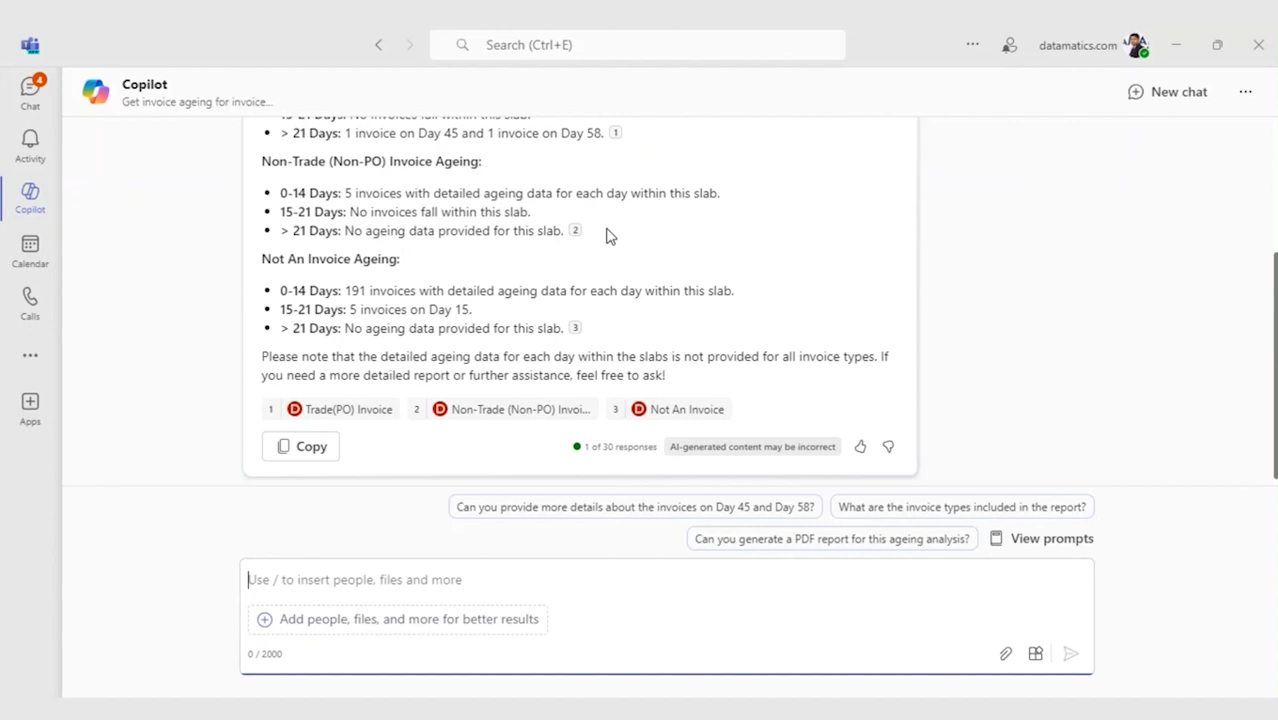 Search (Ctrl+E)
datamatics.com
4
Chat
Activity
Copilot
Calendar
Calls
Apps
Copilot
Get invoice ageing for invoice...
New chat
15-21 Days: No invoices fall within this slab.
> 21 Days: 1 invoice on Day 45 and 1 invoice on Day 58. 1
Non-Trade (Non-PO) Invoice Ageing:
0-14 Days: 5 invoices with detailed ageing data for each day within this slab.
15-21 Days: No invoices fall within this slab.
> 21 Days: No ageing data provided for this slab. 2
Not An Invoice Ageing:
0-14 Days: 191 invoices with detailed ageing data for each day within this slab.
15-21 Days: 5 invoices on Day 15.
> 21 Days: No ageing data provided for this slab. 3
Please note that the detailed ageing data for each day within the slabs is not provided for all invoice types. If
you need a more detailed report or further assistance, feel free to ask!
1 D Trade(PO) Invoice 2 D Non-Trade (Non-PO) Invoi... 3 D Not An Invoice
Copy
1 of 30 responses AI-generated content may be incorrect
Can you provide more details about the invoices on Day 45 and Day 58? What are the invoice types included in the report?
Can you generate a PDF report for this ageing analysis? View prompts
Use / to insert people, files and more
Add people, files, and more for better results
0 / 2000